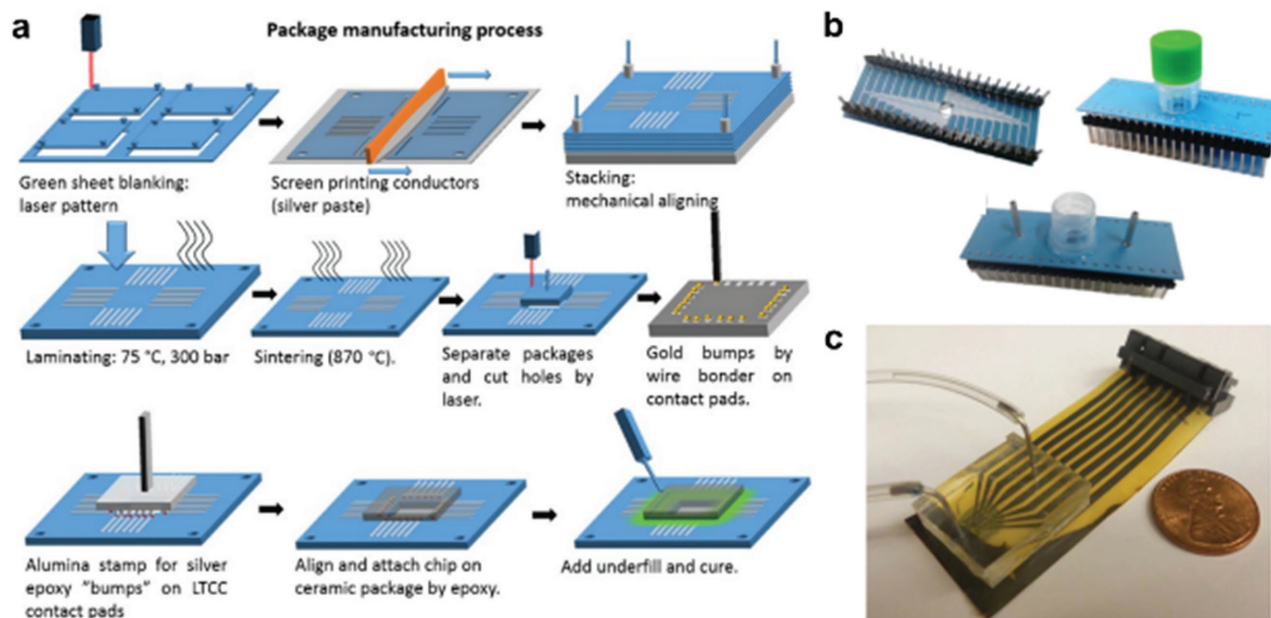 a
Package manufacturing process
b
Green sheet blanking:
laser pattern
Screen printing conductors
(silver paste)
Stacking:
mechanical aligning
Laminating: 75 °C, 300 bar
Sintering (870 °C).
Separate packages
and cut holes by
laser.
Gold bumps by
wire bonder on
contact pads.
c
Alumina stamp for silver
epoxy ”bumps” on LTCC
contact pads
Align and attach chip on
ceramic package by epoxy.
Add underfill and cure.